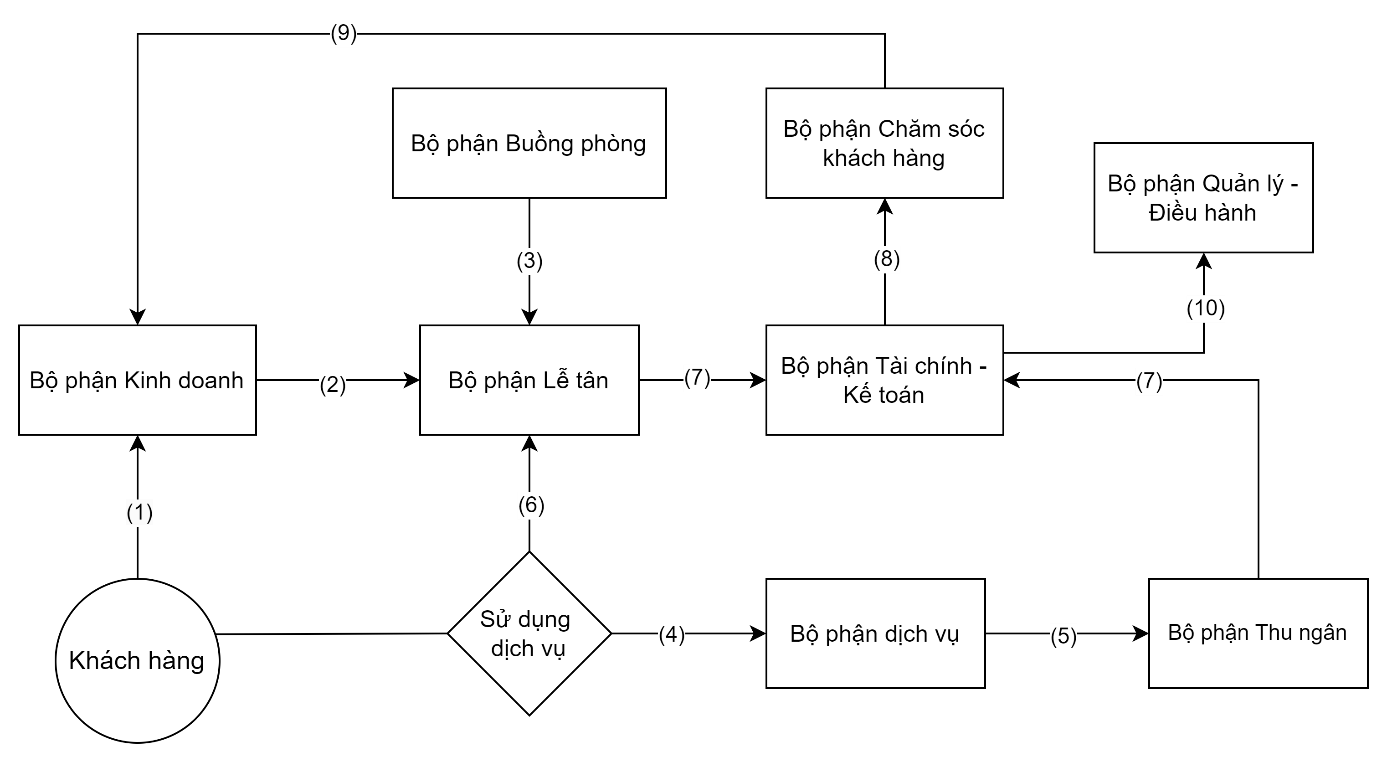 (9)
Bộ phận Buồng phòng
Bộ phận Chăm sóc
khách hàng
Bộ phận Quản lý -
Điều hành
(3)
(8)
(10)
Bộ phận Kinh doanh
(2)
Bộ phận Lễ tân
(7)
Bộ phận Tài chính -
Kế toán
(7)
(1)
(6)
Khách hàng
Sử dụng
dịch vụ
(4)
Bộ phận dịch vụ
(5)
Bộ phận Thu ngân